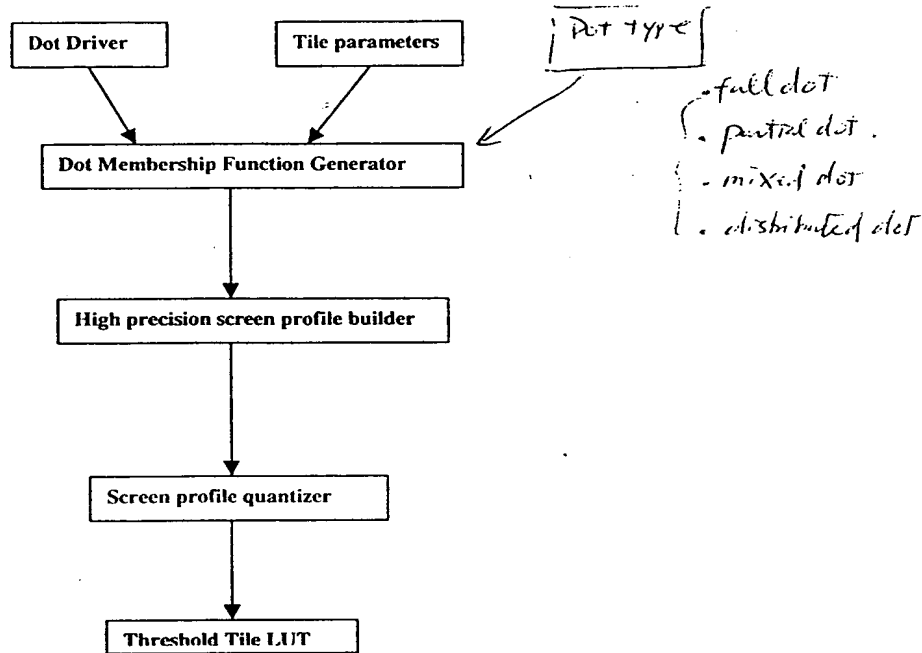 Dot Driver
Tile parameters
Dot type
• full dot
• partial dot.
• mixed dot
• distributed dot
Dot Membership Function Generator
High precision screen profile builder
Screen profile quantizer
Threshold Tile LUT